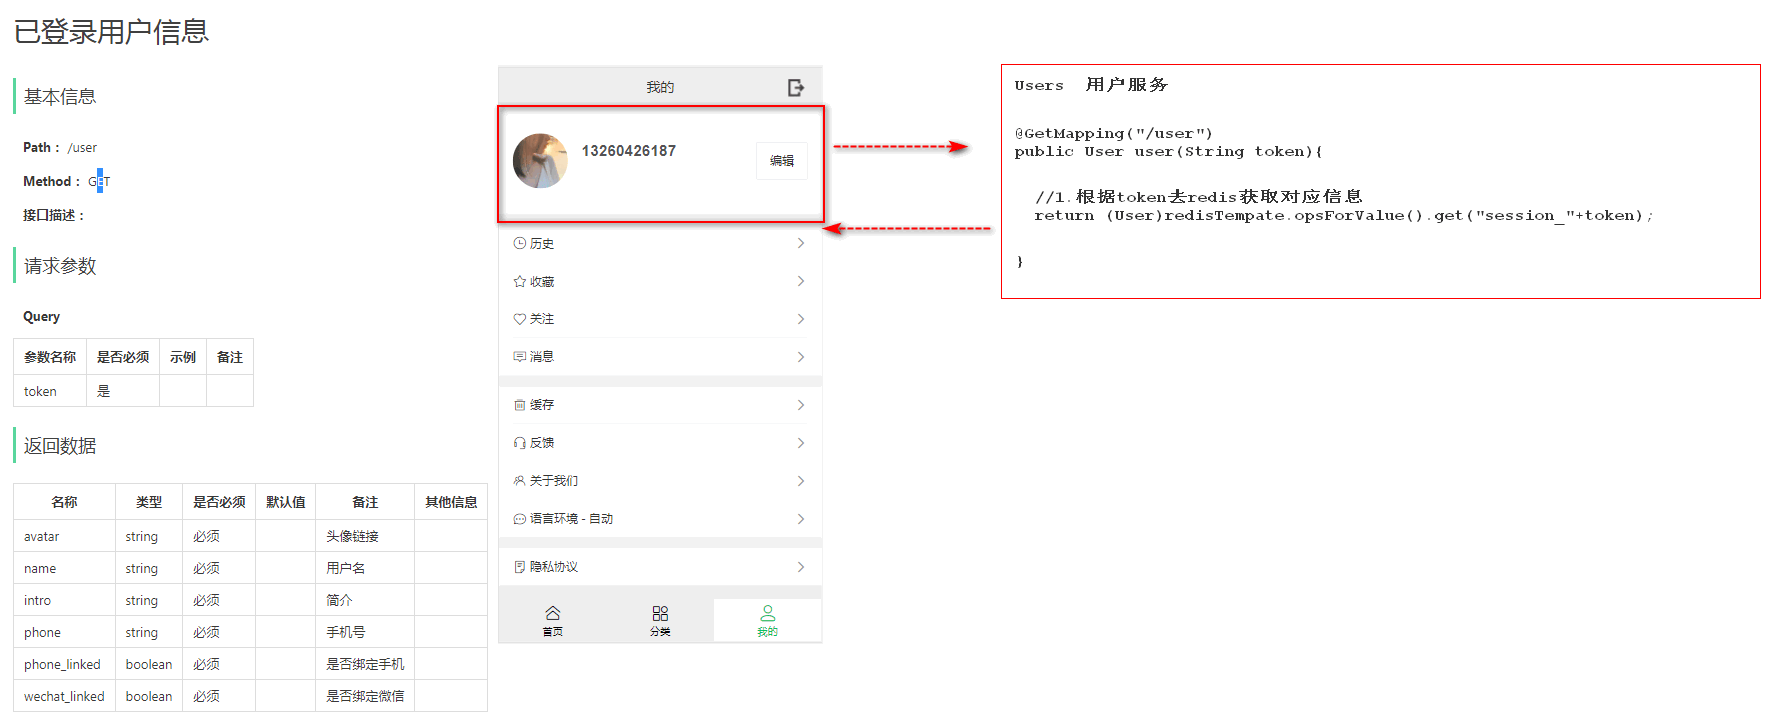 已登录用户信息
基本信息
Path： /user
Method： GET
接口描述：
请求参数
Query
参数名称 是否必须 示例 备注
token 是
返回数据
名称 类型 是否必须 默认值 备注 其他信息
avatar string 必须 头像链接
name string 必须 用户名
intro string 必须 简介
phone string 必须 手机号
phone_linked boolean 必须 是否绑定手机
wechat_linked boolean 必须 是否绑定微信
我的
13260426187
编辑
历史
收藏
关注
消息
缓存
反馈
关于我们
语言环境 - 自动
隐私协议
首页 分类 我的
Users 用户服务
@GetMapping("/user")
public User user(String token){
//1.根据token去redis获取对应信息
return (User)redisTempate.opsForValue().get("session_"+token);
}